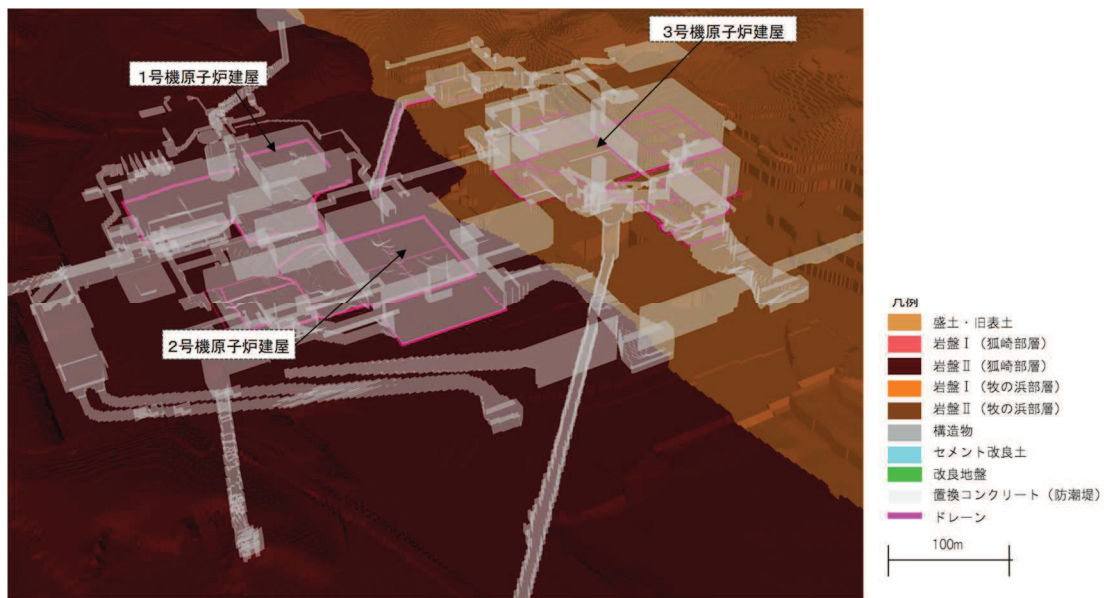 3号機原子炉建屋
1号機原子炉建屋
2号機原子炉建屋
凡例
盛土・旧表土
岩盤Ⅰ（狐崎部層）
岩盤Ⅱ（狐崎部層）
岩盤Ⅰ（牧の浜部層）
岩盤Ⅱ（牧の浜部層）
構造物
セメント改良土
改良地盤
置換コンクリート（防潮堤）
ドレーン
100m